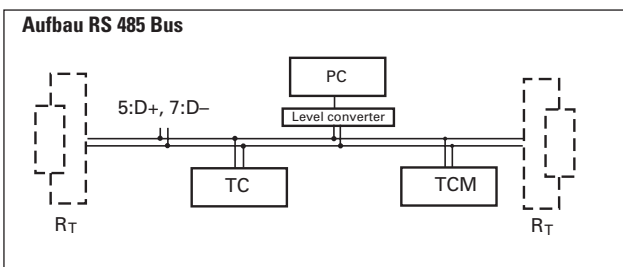 Aufbau RS 485 Bus
PC
5:D+, 7:D–
Level converter
TC
TCM
RT
RT